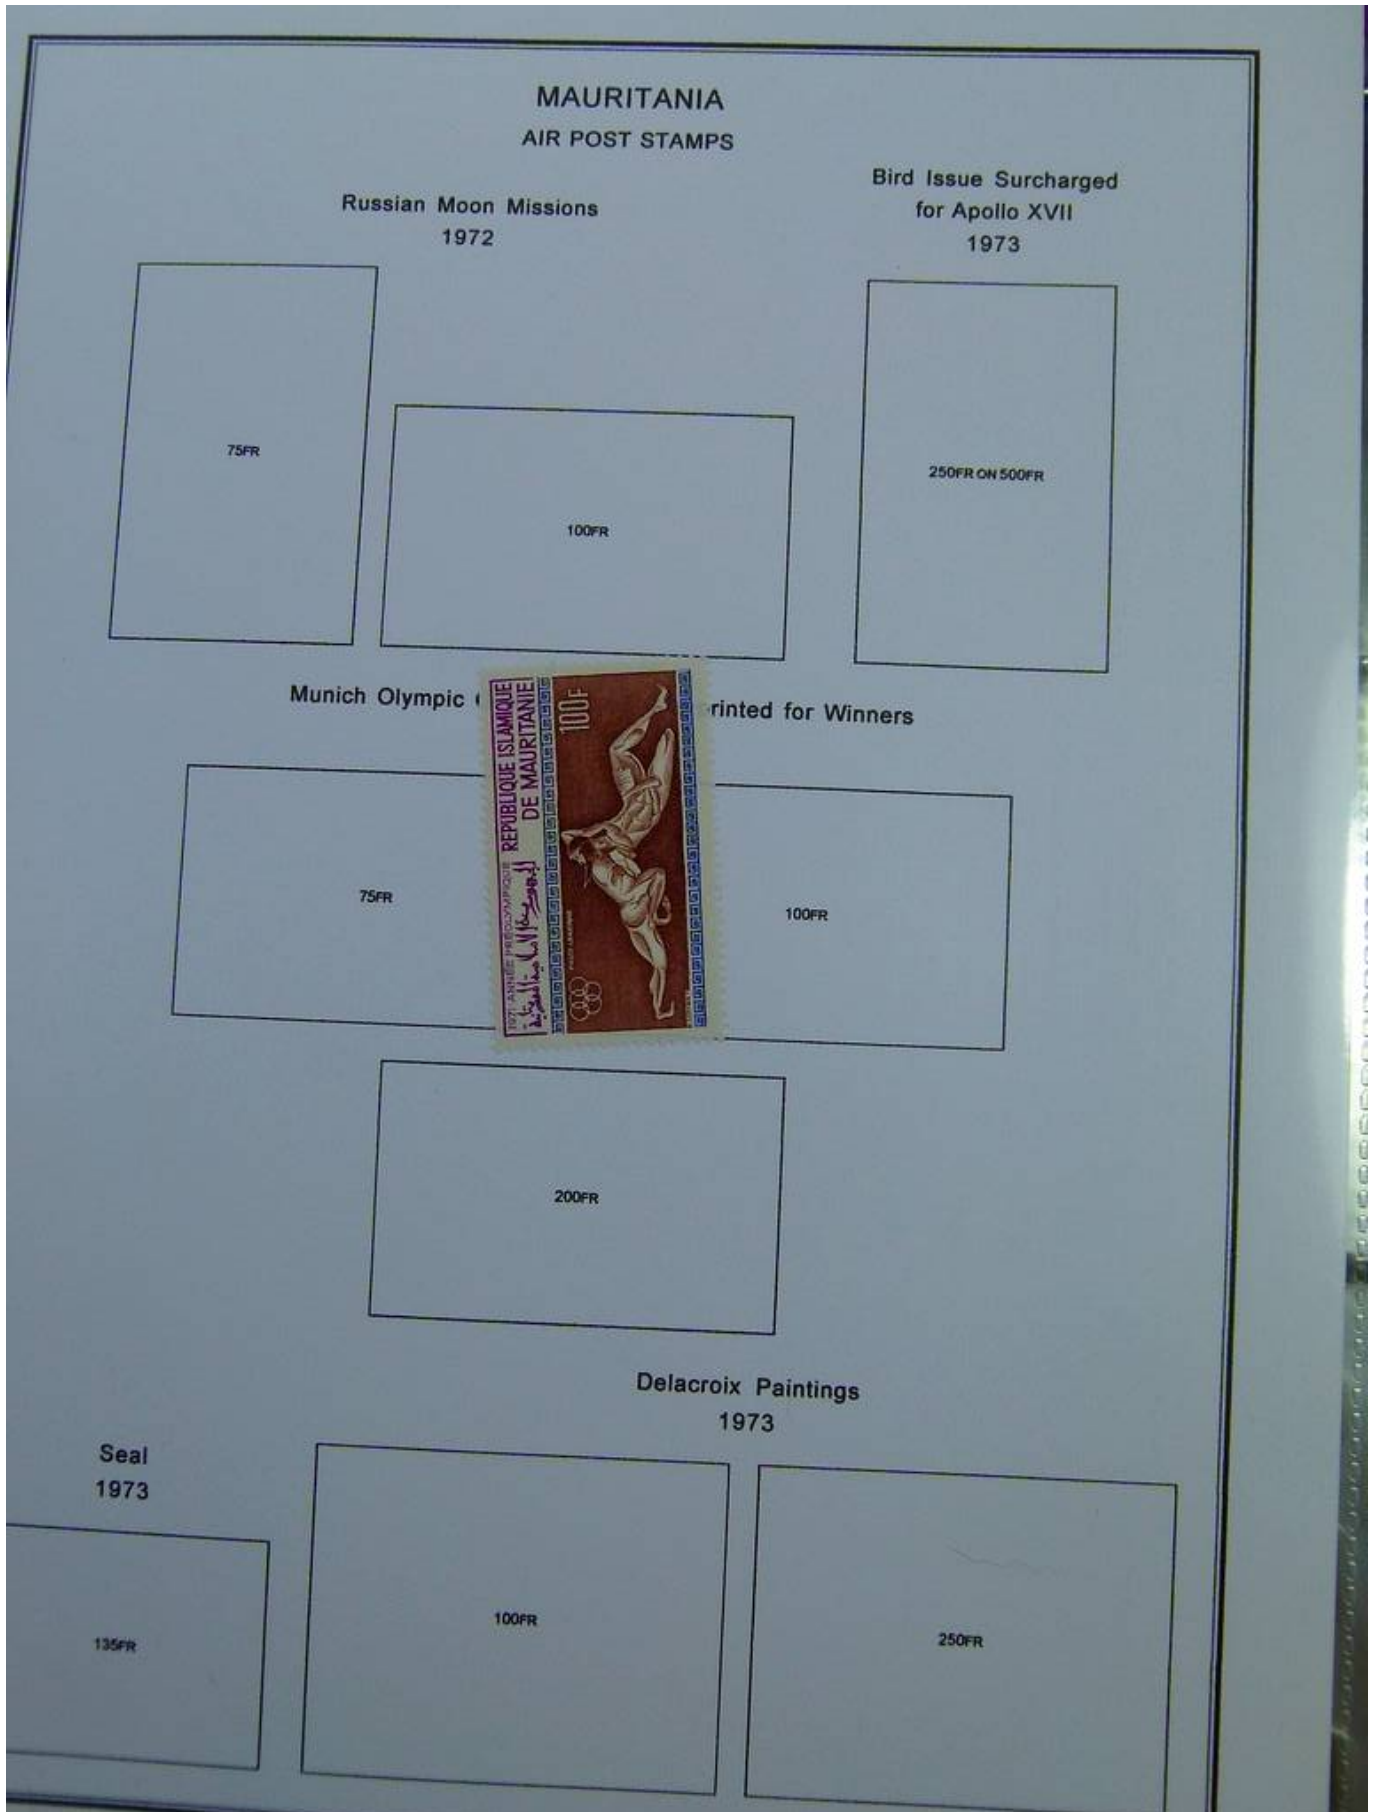 MAURITANIA
AIR POST STAMPS
Russian Moon Missions
1972
Bird Issue Surcharged
for Apollo XVII
1973
75FR
100FR
250FR ON 500FR
Munich Olympic
rinted for Winners
REPUBLIQUE ISLAMIQUE
DE MAURITANIE
1971 ANNÉE PRÉOLYMPIQUE
100F
75FR
100FR
200FR
Delacroix Paintings
1973
Seal
1973
135FR
100FR
250FR